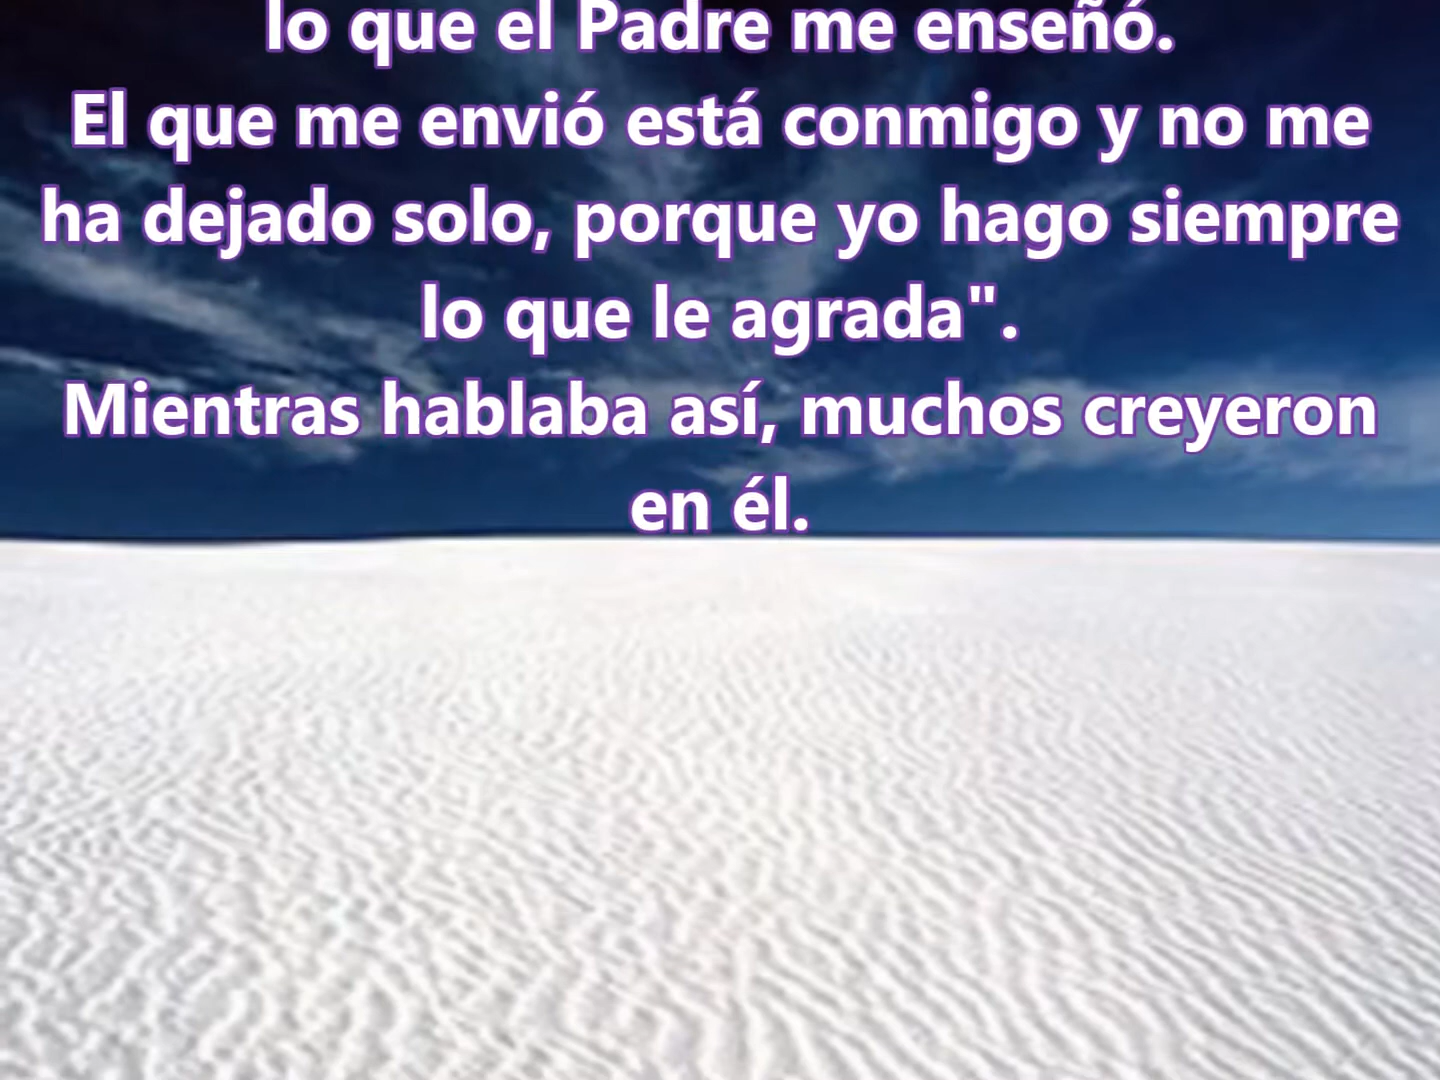 lo que el Padre me enseñó.
El que me envió está conmigo y no me
ha dejado solo, porque yo hago siempre
lo que le agrada".
Mientras hablaba así, muchos creyeron
en él.